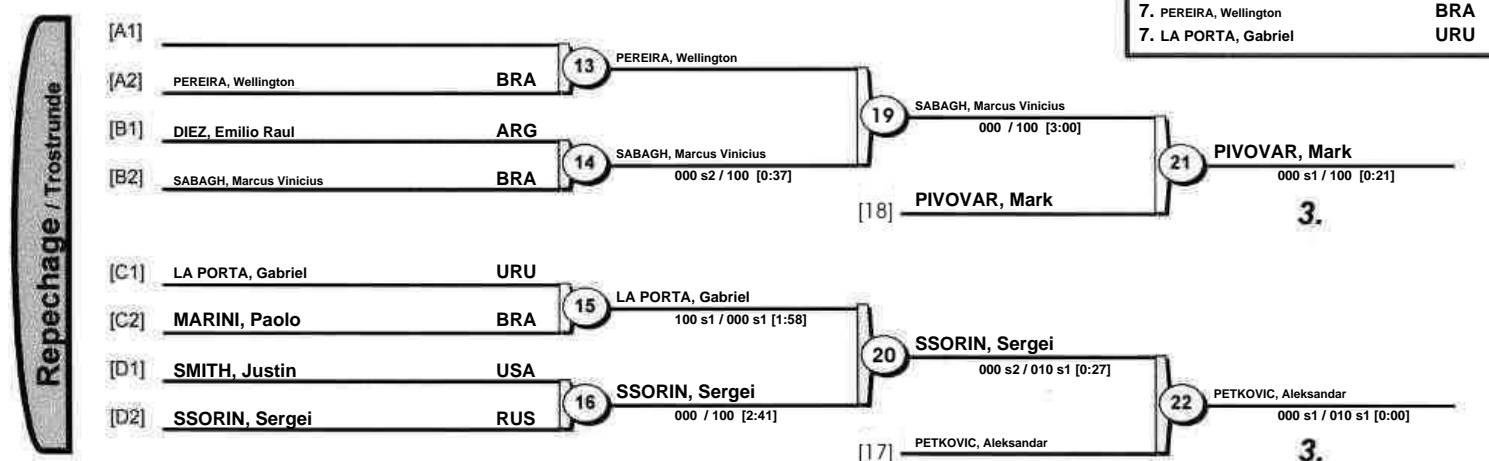 7. PEREIRA, Wellington BRA
7. LA PORTA, Gabriel URU
Repechage / Trostrunde
[A1]
[A2] PEREIRA, Wellington BRA
13 PEREIRA, Wellington
[B1] DIEZ, Emilio Raul ARG
[B2] SABAGH, Marcus Vinicius BRA
14 SABAGH, Marcus Vinicius
000 s2 / 100 [0:37]
19 SABAGH, Marcus Vinicius
000 / 100 [3:00]
[18] PIVOVAR, Mark
21 PIVOVAR, Mark
000 s1 / 100 [0:21]
3.
[C1] LA PORTA, Gabriel URU
[C2] MARINI, Paolo BRA
15 LA PORTA, Gabriel
100 s1 / 000 s1 [1:58]
[D1] SMITH, Justin USA
[D2] SSORIN, Sergei RUS
16 SSORIN, Sergei
000 / 100 [2:41]
20 SSORIN, Sergei
000 s2 / 010 s1 [0:27]
[17] PETKOVIC, Aleksandar
22 PETKOVIC, Aleksandar
000 s1 / 010 s1 [0:00]
3.